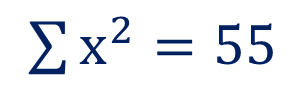 ∑ x² = 55